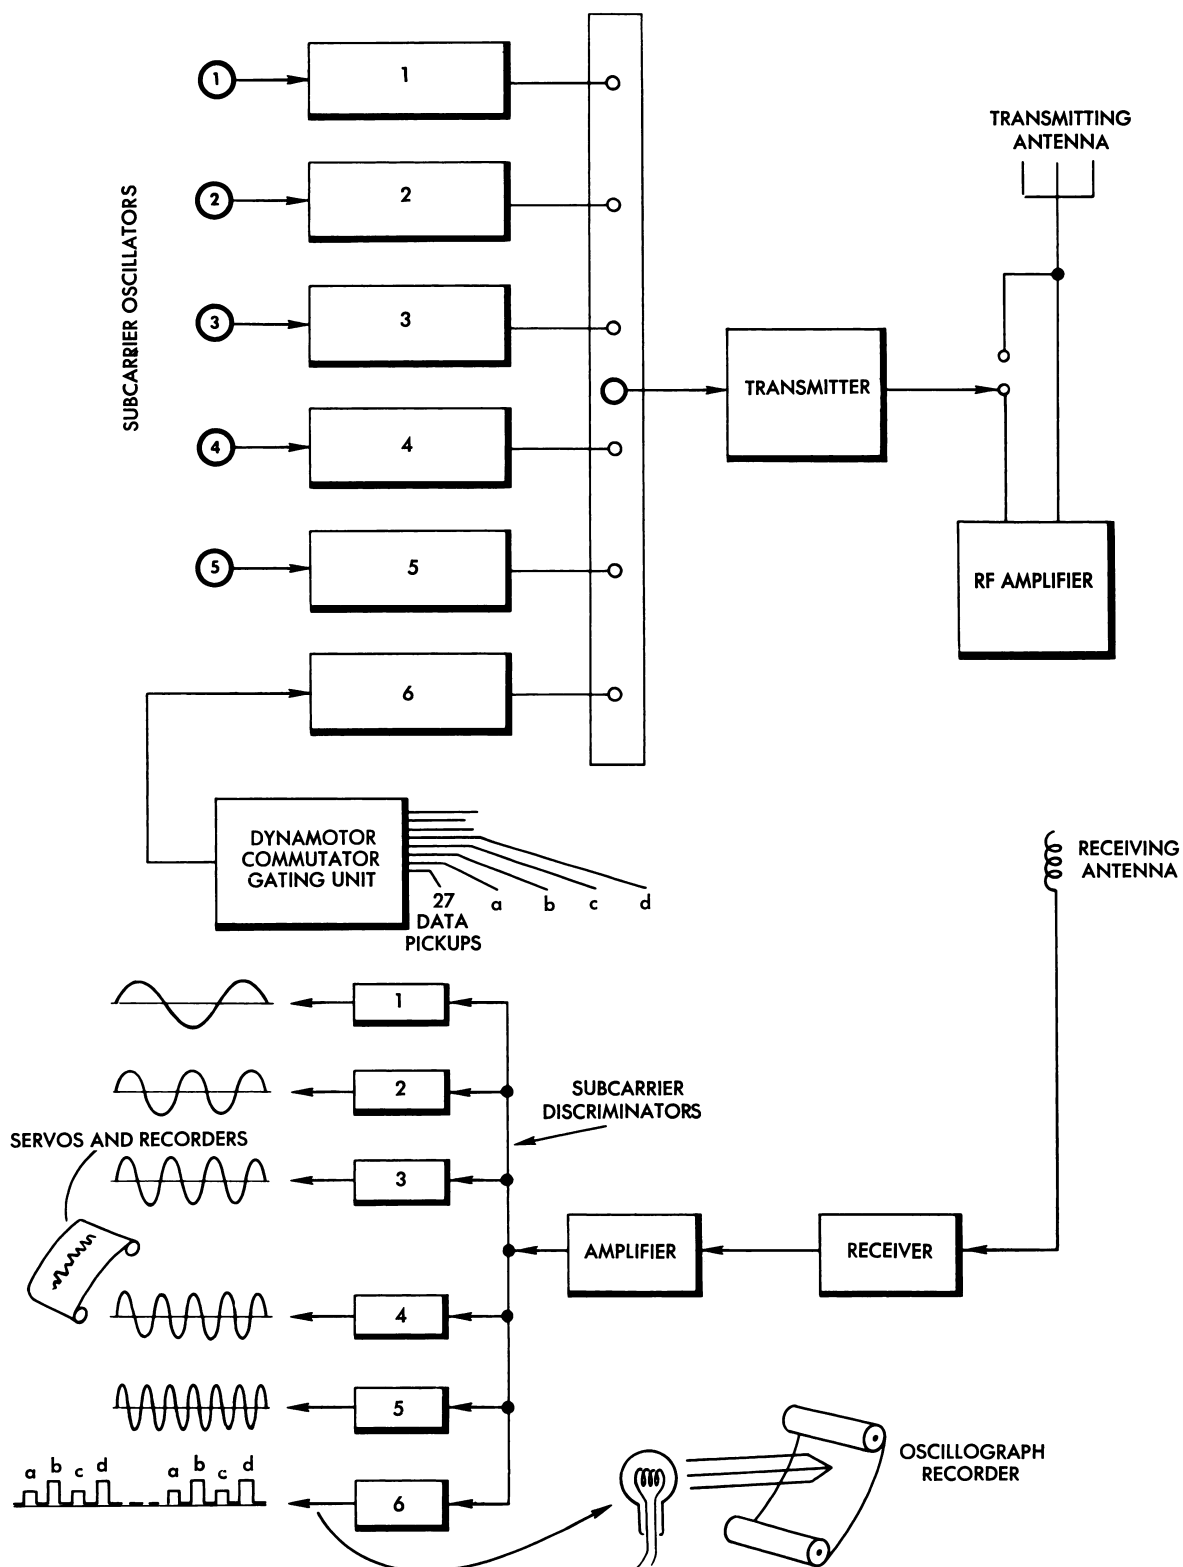 1
1
TRANSMITTING
ANTENNA
2
2
SUBCARRIER OSCILLATORS
3
3
TRANSMITTER
4
4
5
5
RF AMPLIFIER
6
DYNAMOTOR
COMMUTATOR
GATING UNIT
27
DATA
PICKUPS
a
b
c
d
RECEIVING
ANTENNA
1
2
SUBCARRIER
DISCRIMINATORS
SERVOS AND RECORDERS
3
AMPLIFIER
RECEIVER
4
5
a b c d a b c d
6
OSCILLOGRAPH
RECORDER